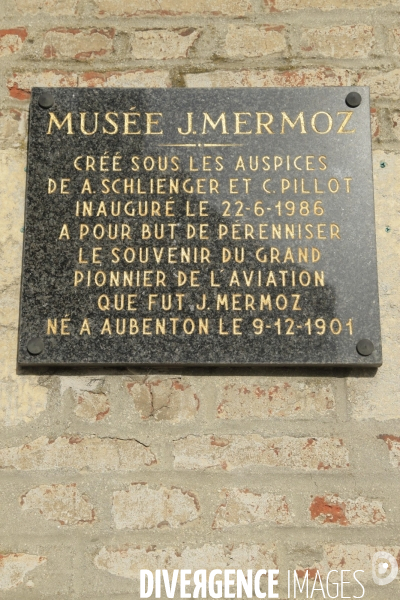 MUSÉE J.MERMOZ
CRÉÉ SOUS LES AUSPICES
DE A.SCHLIENGER ET C.PILLOT
INAUGURÉ LE 22-6-1986
A POUR BUT DE PÉRENNISER
LE SOUVENIR DU GRAND
PIONNIER DE L'AVIATION
QUE FUT J.MERMOZ
NÉ A AUBENTON LE 9-12-1901
DIVERGENCE IMAGES